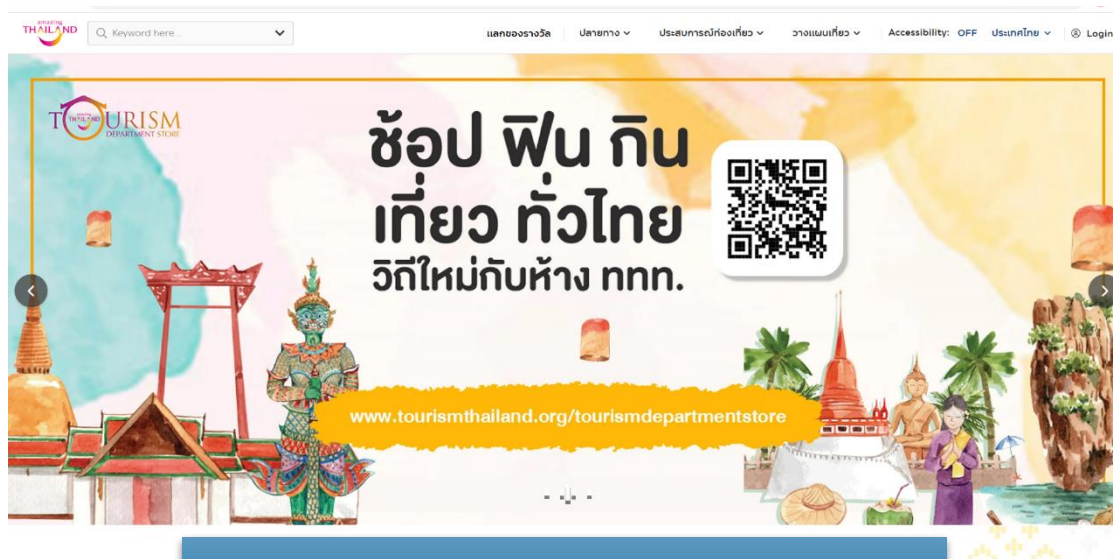 amazing
THAILAND
Keyword here...
แลกของรางวัล
ปลายทาง
ประสบการณ์ท่องเที่ยว
วางแผนเที่ยว
Accessibility: OFF
ประเทศไทย
Login
amazing
THAILAND
TOURISM
DEPARTMENT STORE
ช้อป ฟิน กิน
เที่ยว ทั่วไทย
วิถีใหม่กับห้าง ททท.
www.tourismthailand.org/tourismdepartmentstore